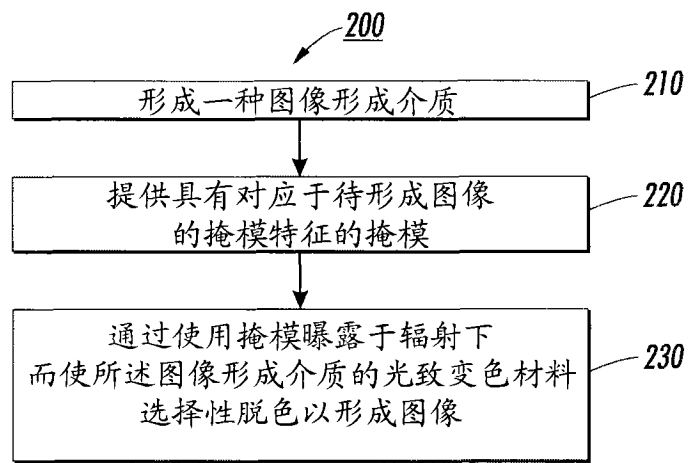 200
形成一种图像形成介质
210
提供具有对应于待形成图像
的掩模特征的掩模
220
通过使用掩模曝露于辐射下
而使所述图像形成介质的光致变色材料
选择性脱色以形成图像
230